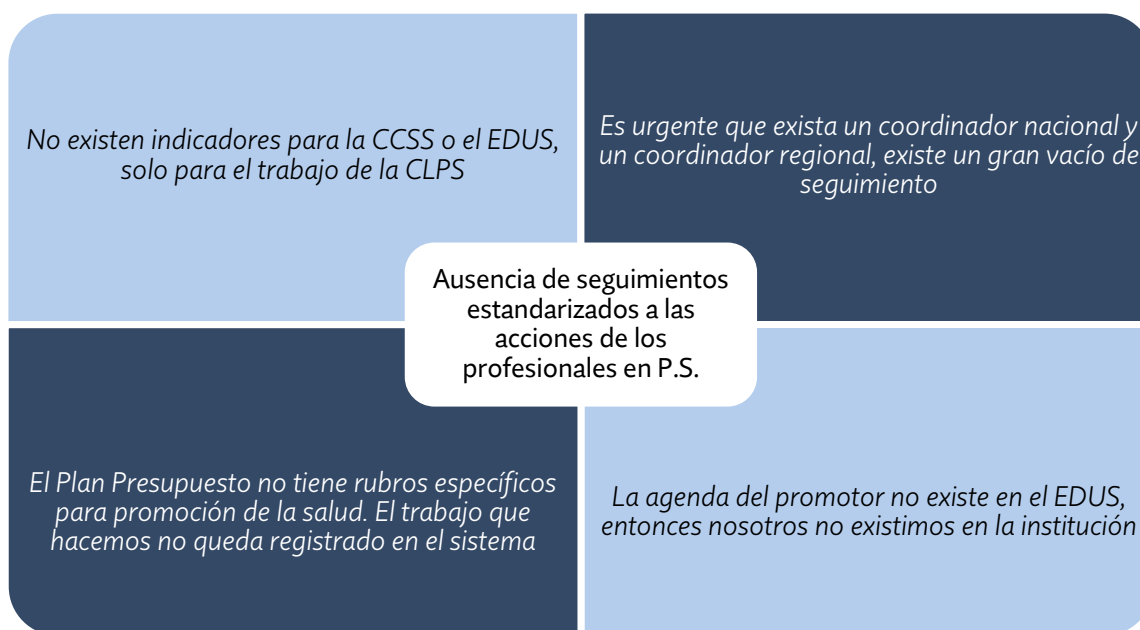 No existen indicadores para la CCSS o el EDUS,
solo para el trabajo de la CLPS
Es urgente que exista un coordinador nacional y
un coordinador regional, existe un gran vacío de
seguimiento
Ausencia de seguimientos
estandarizados a las
acciones de los
profesionales en P.S.
El Plan Presupuesto no tiene rubros específicos
para promoción de la salud. El trabajo que
hacemos no queda registrado en el sistema
La agenda del promotor no existe en el EDUS,
entonces nosotros no existimos en la institución